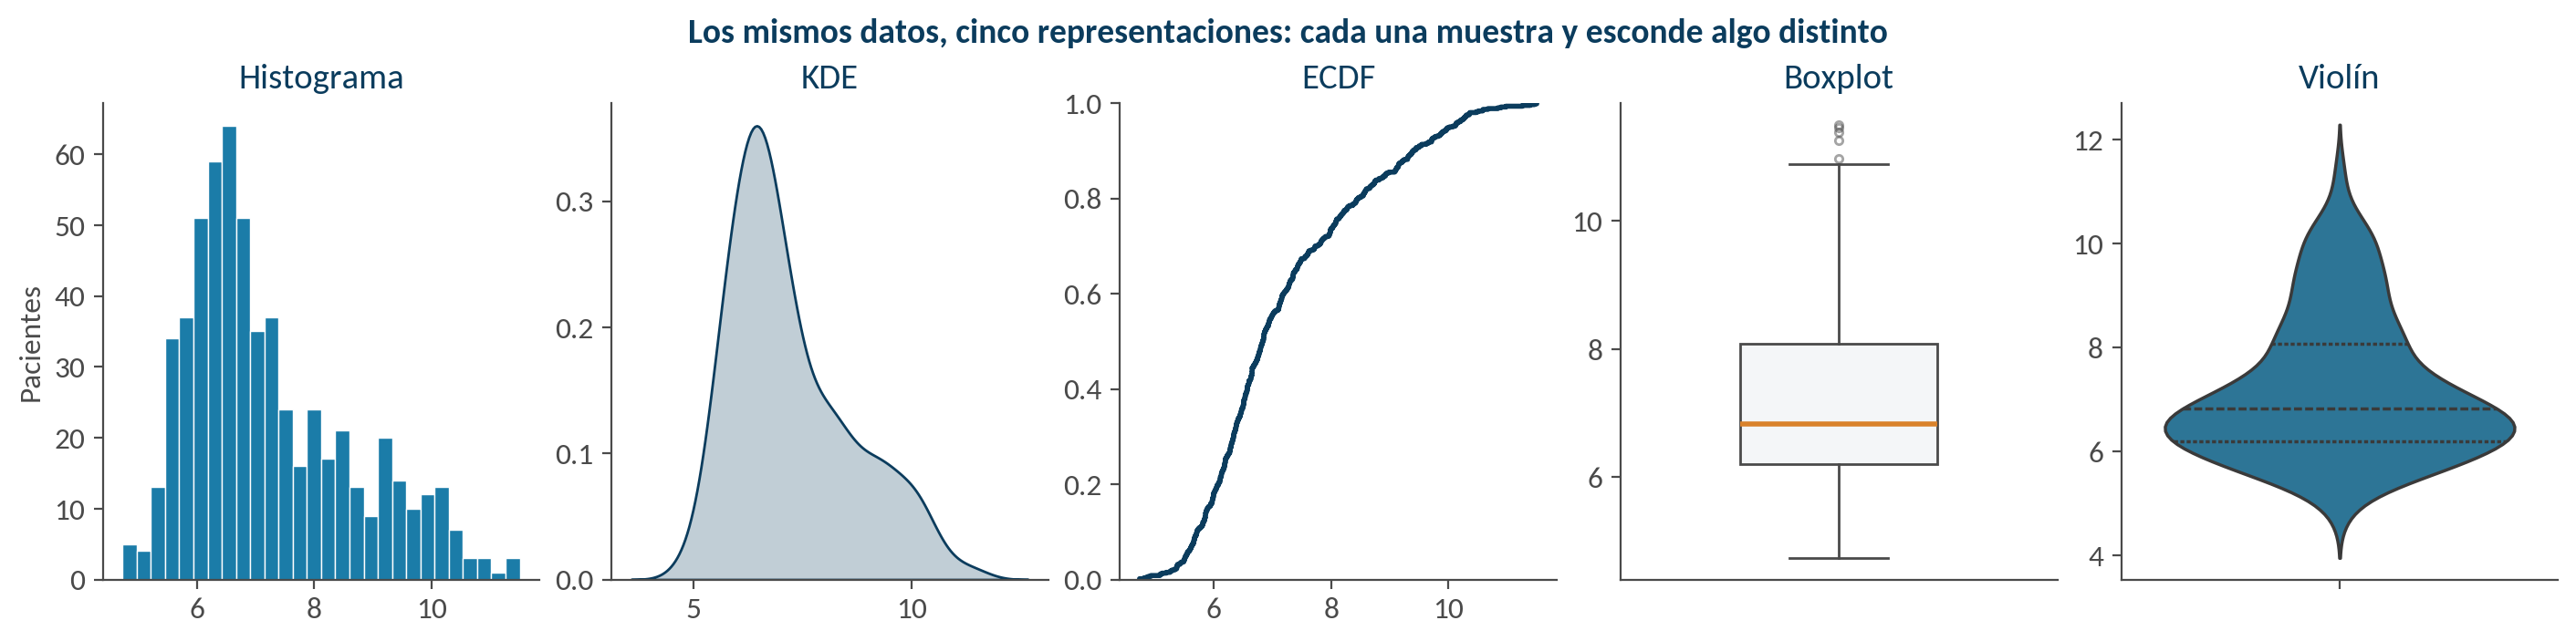 Los mismos datos, cinco representaciones: cada una muestra y esconde algo distinto
Histograma
Pacientes
60
50
40
30
20
10
0
6 8 10
KDE
0.3
0.2
0.1
0.0
5 10
ECDF
1.0
0.8
0.6
0.4
0.2
0.0
6 8 10
Boxplot
10
8
6
Violín
12
10
8
6
4